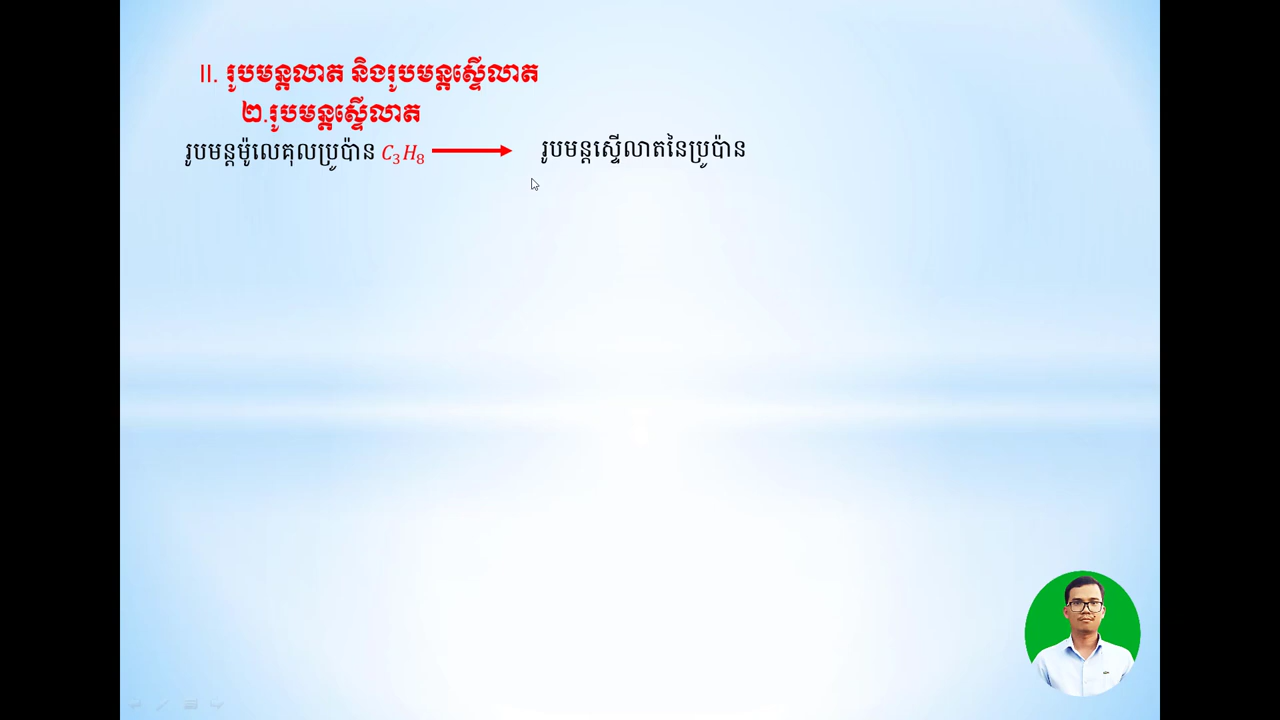 II. រូបមន្តលាត និងរូបមន្តស្ទើលាត
២.រូបមន្តស្ទើលាត
រូបមន្តម៉ូលេគុលប្រូប៉ាន C₃H₈ → រូបមន្តស្ទើលាតនៃប្រូប៉ាន